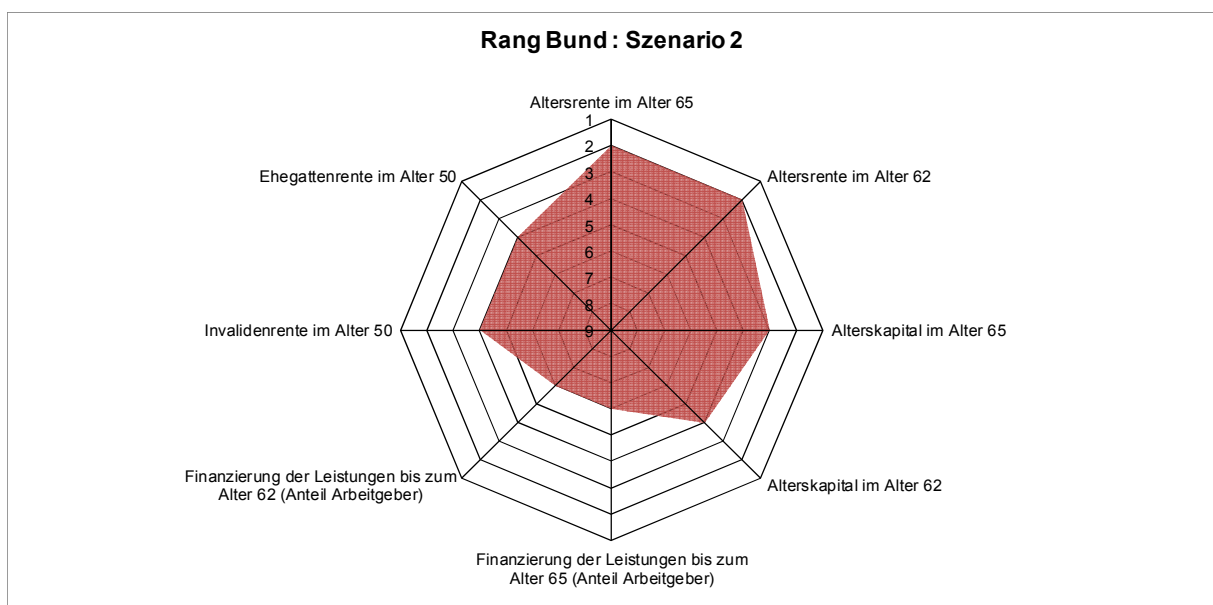 Rang Bund : Szenario 2
Altersrente im Alter 65
1
2
3
4
5
6
7
8
9
Altersrente im Alter 62
Alterskapital im Alter 65
Alterskapital im Alter 62
Finanzierung der Leistungen bis zum
Alter 65 (Anteil Arbeitgeber)
Finanzierung der Leistungen bis zum
Alter 62 (Anteil Arbeitgeber)
Invalidenrente im Alter 50
Ehegattenrente im Alter 50